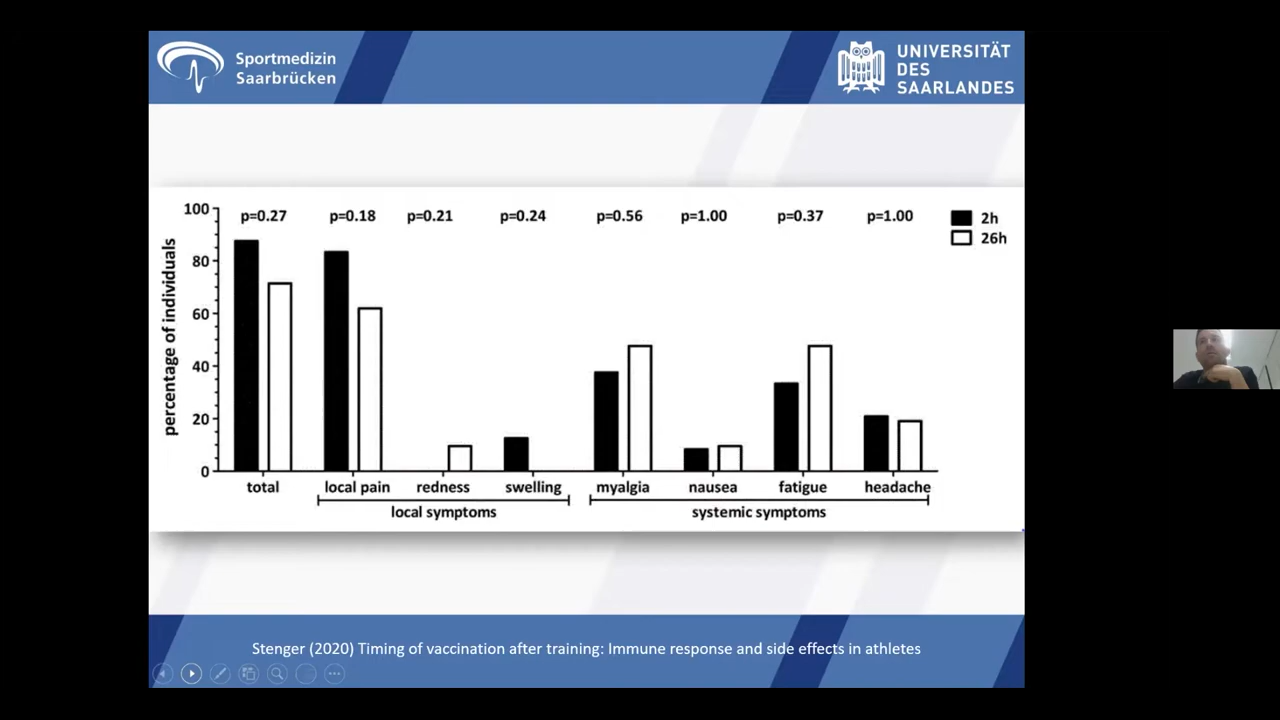 Sportmedizin
Saarbrücken
UNIVERSITÄT
DES
SAARLANDES
percentage of individuals
100
80
60
40
20
0
p=0.27 p=0.18 p=0.21 p=0.24 p=0.56 p=1.00 p=0.37 p=1.00
2h
26h
total local pain redness swelling myalgia nausea fatigue headache
local symptoms systemic symptoms
Stenger (2020) Timing of vaccination after training: Immune response and side effects in athletes